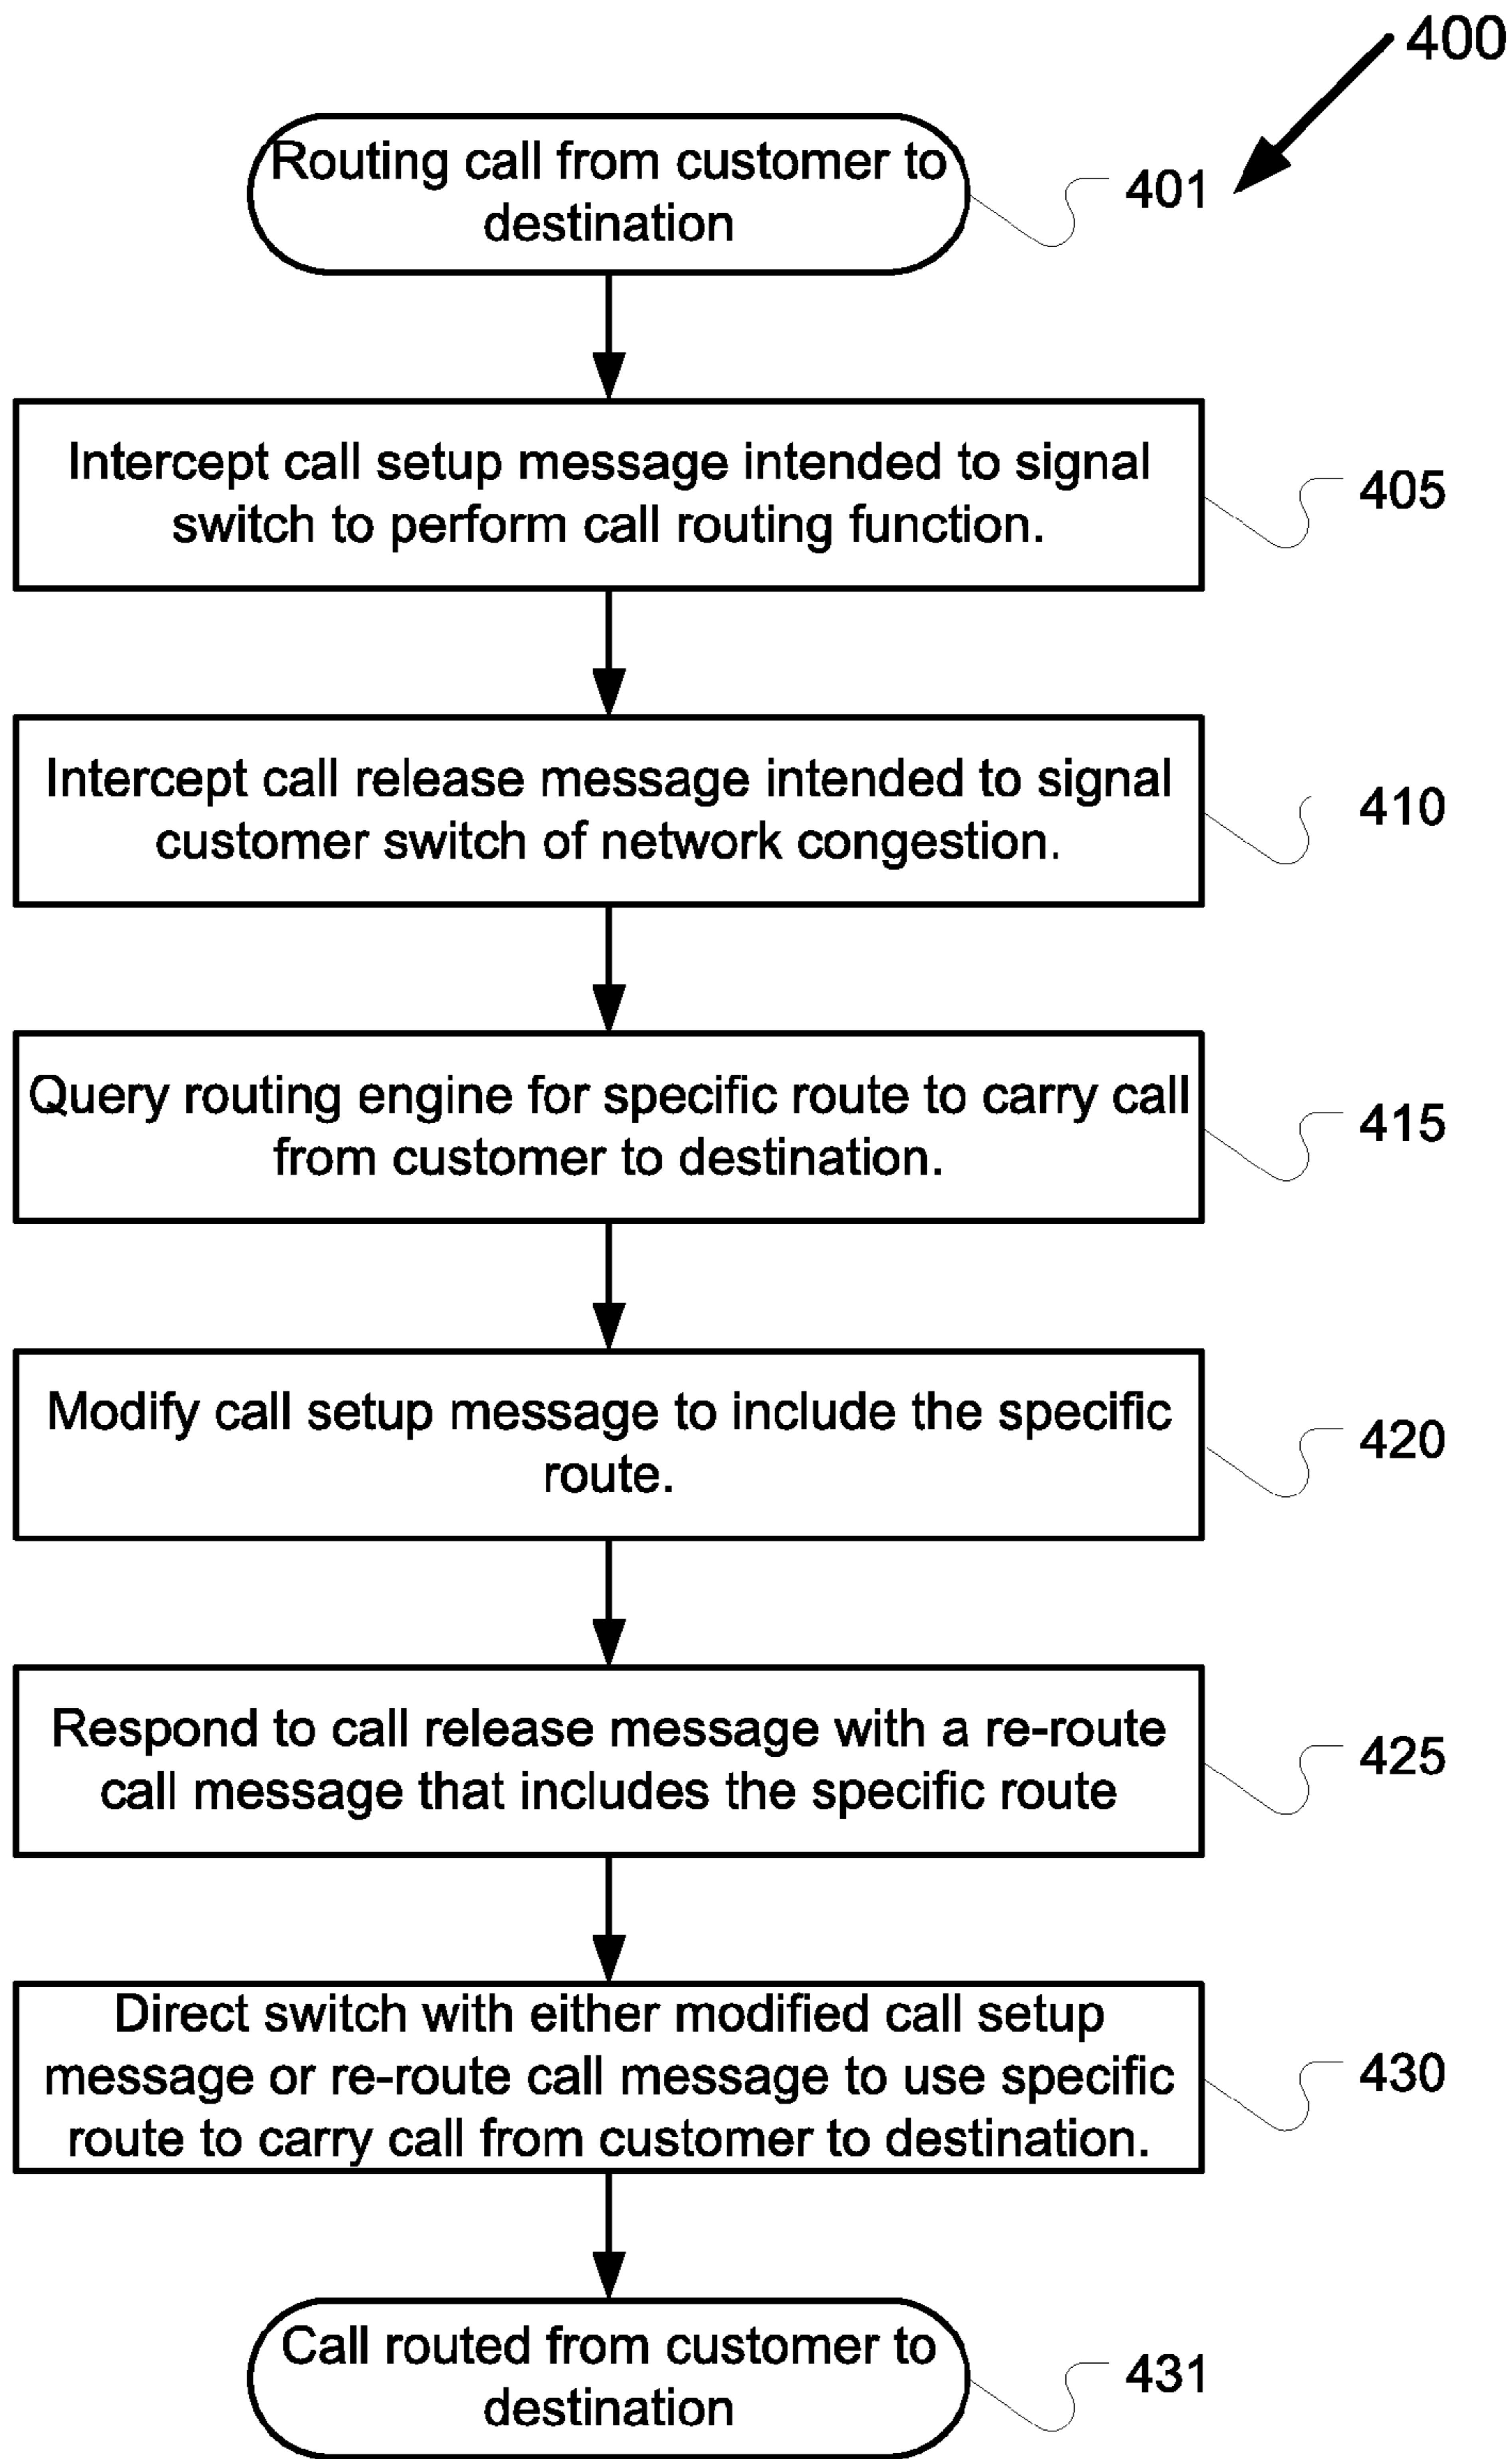 400
Routing call from customer to
destination
401
Intercept call setup message intended to signal
switch to perform call routing function.
405
Intercept call release message intended to signal
customer switch of network congestion.
410
Query routing engine for specific route to carry call
from customer to destination.
415
Modify call setup message to include the specific
route.
420
Respond to call release message with a re-route
call message that includes the specific route
425
Direct switch with either modified call setup
message or re-route call message to use specific
route to carry call from customer to destination.
430
Call routed from customer to
destination
431